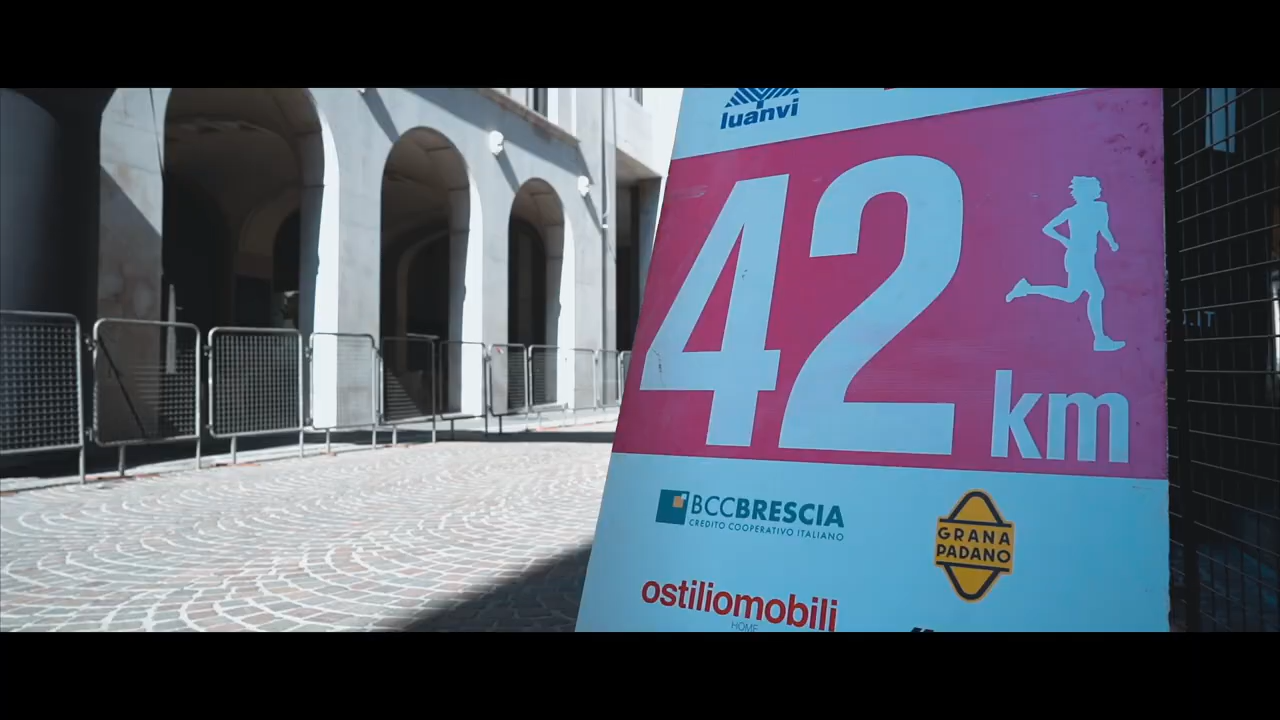 luanvi
42
km
BCCBRESCIA
CREDITO COOPERATIVO ITALIANO
GRANA
PADANO
ostiliomobili
HOME